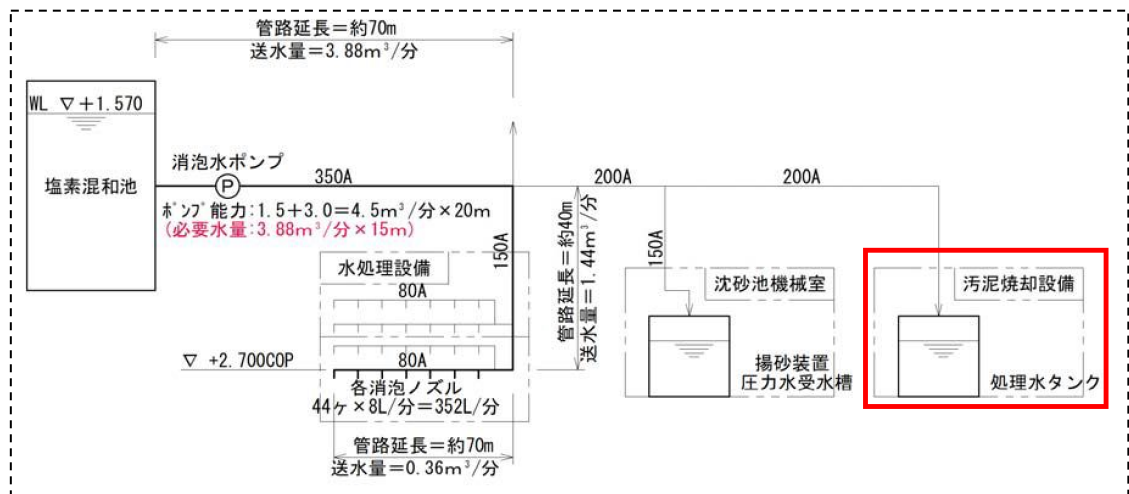 管路延長＝約70m
送水量＝3.88m³/分
WL ▽+1.570
塩素混和池
消泡水ポンプ
P
350A
ﾎﾟﾝﾌﾟ能力:1.5+3.0＝4.5m³/分×20m
(必要水量:3.88m³/分×15m)
200A
200A
150A
管路延長＝約40m
送水量＝1.44m³/分
150A
水処理設備
80A
80A
▽ +2.700COP
各消泡ノズル
44ヶ×8L/分＝352L/分
管路延長＝約70m
送水量＝0.36m³/分
沈砂池機械室
揚砂装置
圧力水受水槽
汚泥焼却設備
処理水タンク